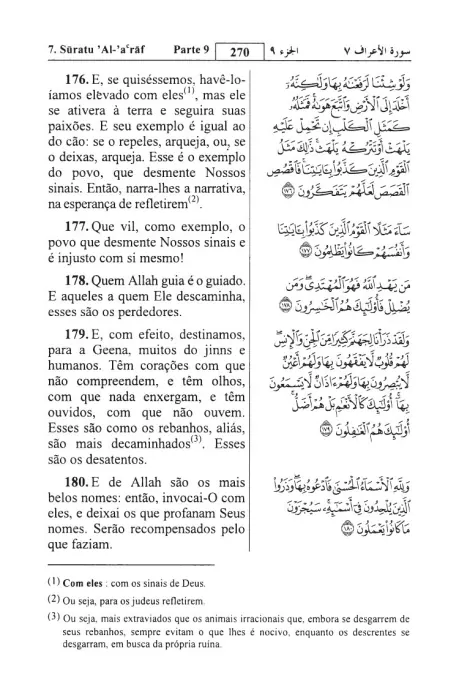 7. Sūratu 'Al-'aᶜrāf Parte 9 270 الجزء ٩ سورة الأعراف ٧
176. E, se quiséssemos, havê-lo-
íamos elevado com eles(1), mas ele
se ativera à terra e seguira suas
paixões. E seu exemplo é igual ao
do cão: se o repeles, arqueja, ou, se
o deixas, arqueja. Esse é o exemplo
do povo, que desmente Nossos
sinais. Então, narra-lhes a narrativa,
na esperança de refletirem(2).
177. Que vil, como exemplo, o
povo que desmente Nossos sinais e
é injusto com si mesmo!
178. Quem Allah guia é o guiado.
E aqueles a quem Ele descaminha,
esses são os perdedores.
179. E, com efeito, destinamos,
para a Geena, muitos do jinns e
humanos. Têm corações com que
não compreendem, e têm olhos,
com que nada enxergam, e têm
ouvidos, com que não ouvem.
Esses são como os rebanhos, aliás,
são mais decaminhados(3). Esses
são os desatentos.
180. E de Allah são os mais
belos nomes: então, invocai-O com
eles, e deixai os que profanam Seus
nomes. Serão recompensados pelo
que faziam.
وَلَوْ شِئْنَا لَرَفَعْنَٰهُ بِهَا وَلَٰكِنَّهُۥٓ
أَخْلَدَ إِلَى ٱلْأَرْضِ وَٱتَّبَعَ هَوَىٰهُ فَمَثَلُهُۥ
كَمَثَلِ ٱلْكَلْبِ إِن تَحْمِلْ عَلَيْهِ
يَلْهَثْ أَوْ تَتْرُكْهُ يَلْهَث ذَّٰلِكَ مَثَلُ
ٱلْقَوْمِ ٱلَّذِينَ كَذَّبُوا۟ بِـَٔايَٰتِنَا فَٱقْصُصِ
ٱلْقَصَصَ لَعَلَّهُمْ يَتَفَكَّرُونَ ١٧٦
سَآءَ مَثَلًا ٱلْقَوْمُ ٱلَّذِينَ كَذَّبُوا۟ بِـَٔايَٰتِنَا
وَأَنفُسَهُمْ كَانُوا۟ يَظْلِمُونَ ١٧٧
مَن يَهْدِ ٱللَّهُ فَهُوَ ٱلْمُهْتَدِى وَمَن
يُضْلِلْ فَأُو۟لَٰٓئِكَ هُمُ ٱلْخَٰسِرُونَ ١٧٨
وَلَقَدْ ذَرَأْنَا لِجَهَنَّمَ كَثِيرًا مِّنَ ٱلْجِنِّ وَٱلْإِنسِ
لَهُمْ قُلُوبٌ لَّا يَفْقَهُونَ بِهَا وَلَهُمْ أَعْيُنٌ
لَّا يُبْصِرُونَ بِهَا وَلَهُمْ ءَاذَانٌ لَّا يَسْمَعُونَ
بِهَآ أُو۟لَٰٓئِكَ كَٱلْأَنْعَٰمِ بَلْ هُمْ أَضَلُّ
أُو۟لَٰٓئِكَ هُمُ ٱلْغَٰفِلُونَ ١٧٩
وَلِلَّهِ ٱلْأَسْمَآءُ ٱلْحُسْنَىٰ فَٱدْعُوهُ بِهَا وَذَرُوا۟
ٱلَّذِينَ يُلْحِدُونَ فِىٓ أَسْمَٰٓئِهِۦ سَيُجْزَوْنَ
مَا كَانُوا۟ يَعْمَلُونَ ١٨٠
(1) Com eles : com os sinais de Deus.
(2) Ou seja, para os judeus refletirem.
(3) Ou seja, mais extraviados que os animais irracionais que, embora se desgarrem de
seus rebanhos, sempre evitam o que lhes é nocivo, enquanto os descrentes se
desgarram, em busca da própria ruína.